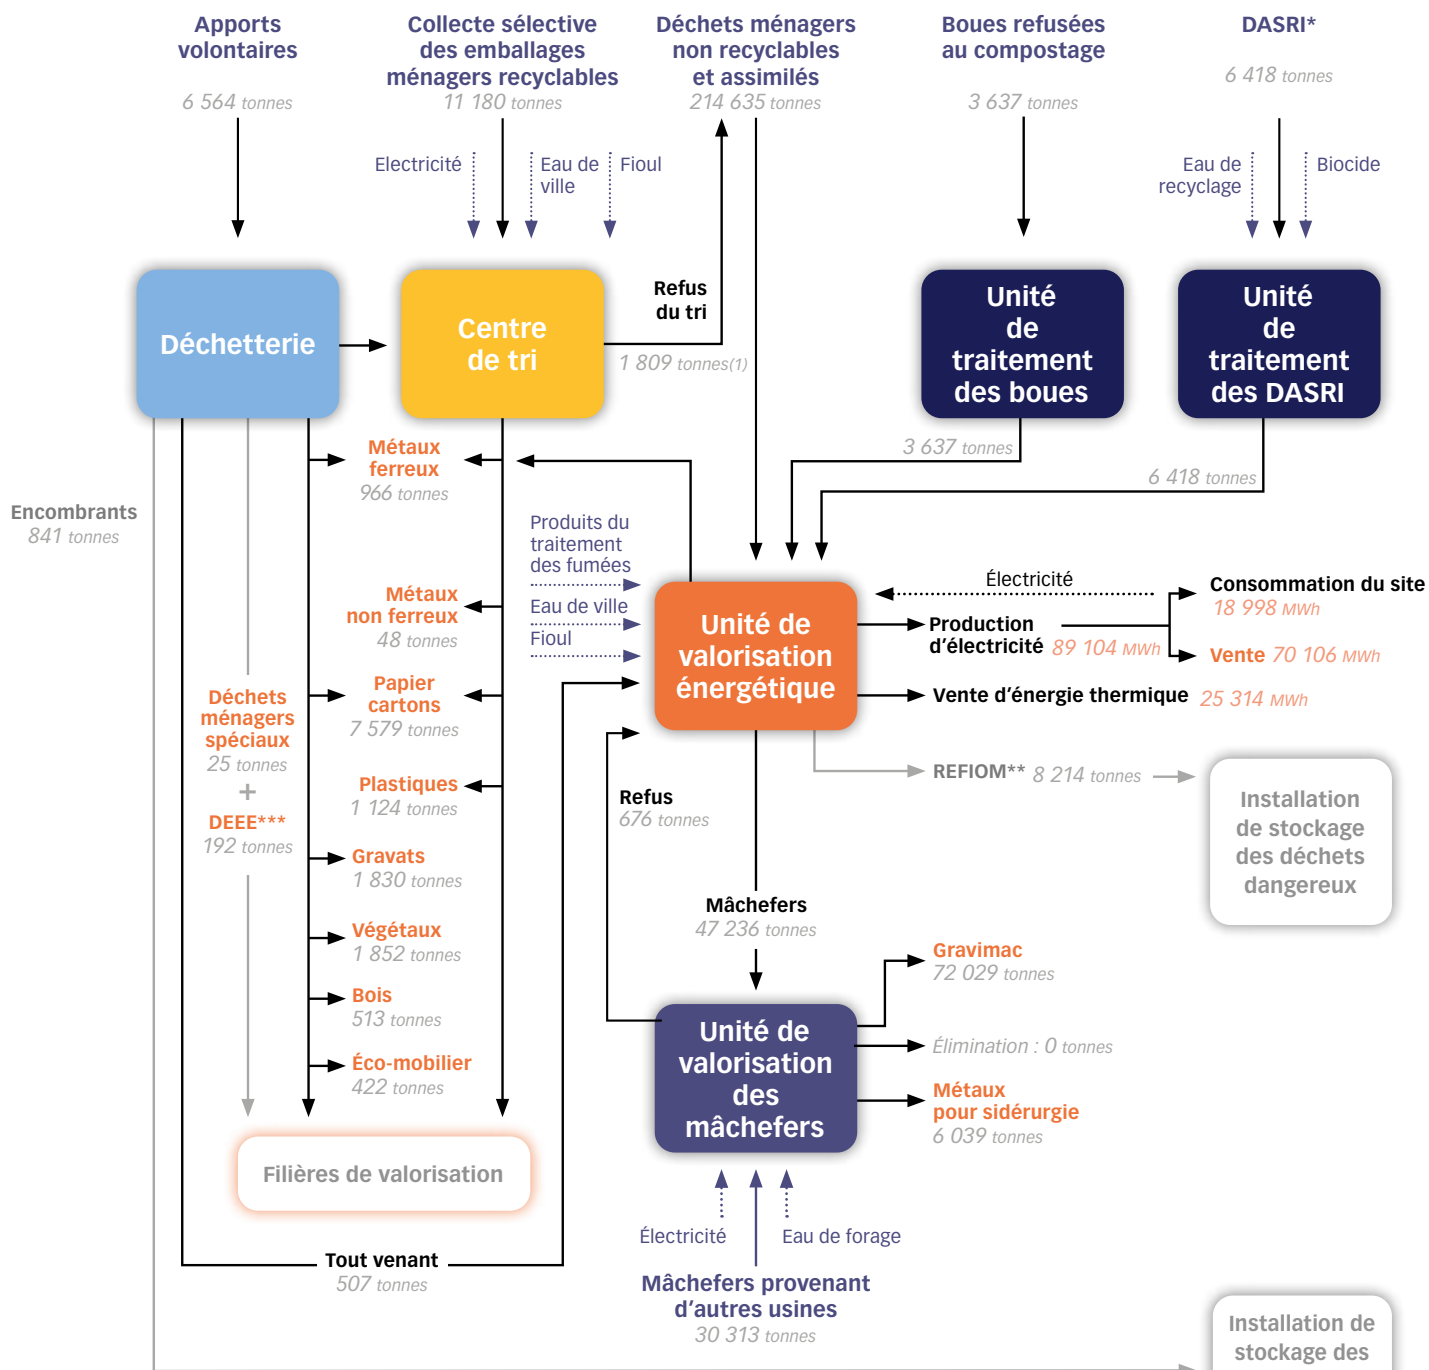 Apports
volontaires
6 564 tonnes
Collecte sélective
des emballages
ménagers recyclables
11 180 tonnes
Déchets ménagers
non recyclables
et assimilés
214 635 tonnes
Boues refusées
au compostage
3 637 tonnes
DASRI*
6 418 tonnes
Electricité
Eau de
ville
Fioul
Eau de
recyclage
Biocide
Déchetterie
Centre
de tri
Refus
du tri
1 809 tonnes(1)
Unité
de
traitement
des boues
Unité
de
traitement
des DASRI
3 637 tonnes
6 418 tonnes
Encombrants
841 tonnes
Métaux
ferreux
966 tonnes
Métaux
non ferreux
48 tonnes
Papier
cartons
7 579 tonnes
Plastiques
1 124 tonnes
Déchets
ménagers
spéciaux
25 tonnes
+
DEEE***
192 tonnes
Gravats
1 830 tonnes
Végétaux
1 852 tonnes
Bois
513 tonnes
Éco-mobilier
422 tonnes
Filières de valorisation
Tout venant
507 tonnes
Produits du
traitement
des fumées
Eau de ville
Fioul
Unité de
valorisation
énergétique
Électricité
Production
d'électricité 89 104 MWh
Consommation du site
18 998 MWh
Vente 70 106 MWh
Vente d'énergie thermique 25 314 MWh
REFIOM** 8 214 tonnes
Installation
de stockage
des déchets
dangereux
Refus
676 tonnes
Mâchefers
47 236 tonnes
Unité de
valorisation
des
mâchefers
Gravimac
72 029 tonnes
Élimination : 0 tonnes
Métaux
pour sidérurgie
6 039 tonnes
Électricité
Eau de forage
Mâchefers provenant
d'autres usines
30 313 tonnes
Installation de
stockage des